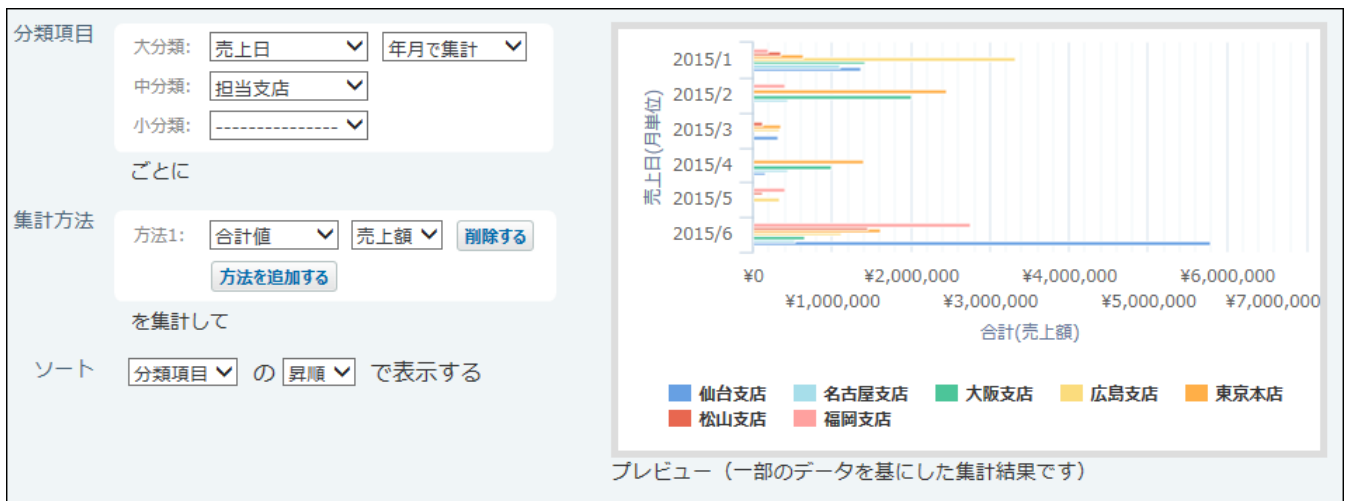 分類項目
大分類: 売上日 年月で集計
中分類: 担当支店
小分類: ---------------
ごとに
集計方法
方法1: 合計値 売上額 削除する
方法を追加する
を集計して
ソート 分類項目 の 昇順 で表示する
売上日(月単位)
2015/1
2015/2
2015/3
2015/4
2015/5
2015/6
¥0 ¥2,000,000 ¥4,000,000 ¥6,000,000
¥1,000,000 ¥3,000,000 ¥5,000,000 ¥7,000,000
合計(売上額)
仙台支店 名古屋支店 大阪支店 広島支店 東京本店
松山支店 福岡支店
プレビュー（一部のデータを基にした集計結果です）